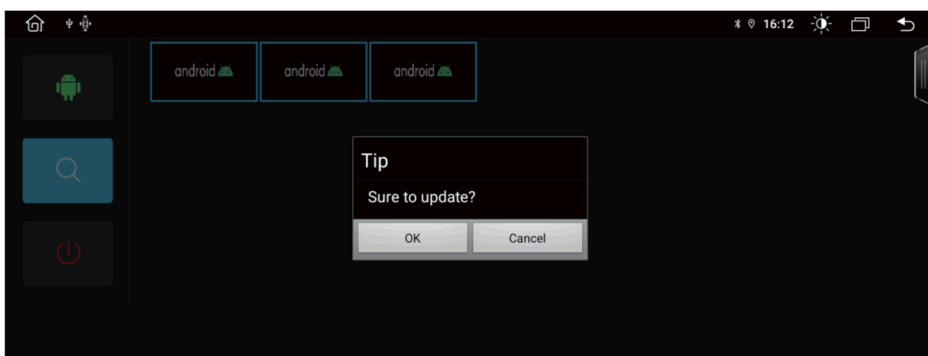 16:12
android android android
Tip
Sure to update?
OK Cancel